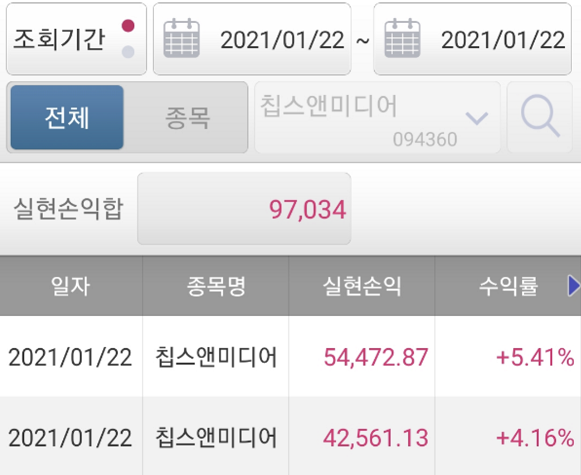 조회기간 2021/01/22 ~ 2021/01/22
전체 종목 칩스앤미디어 094360
실현손익합 97,034
일자 종목명 실현손익 수익률
2021/01/22 칩스앤미디어 54,472.87 +5.41%
2021/01/22 칩스앤미디어 42,561.13 +4.16%